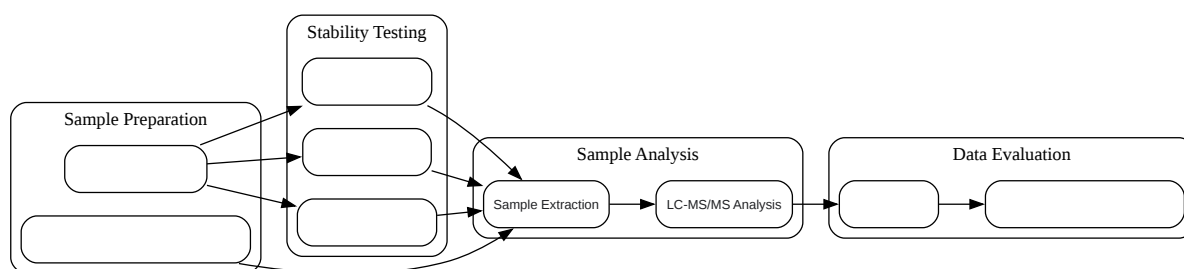 Stability Testing
Sample Preparation
Sample Analysis
Data Evaluation
Sample Extraction
LC-MS/MS Analysis